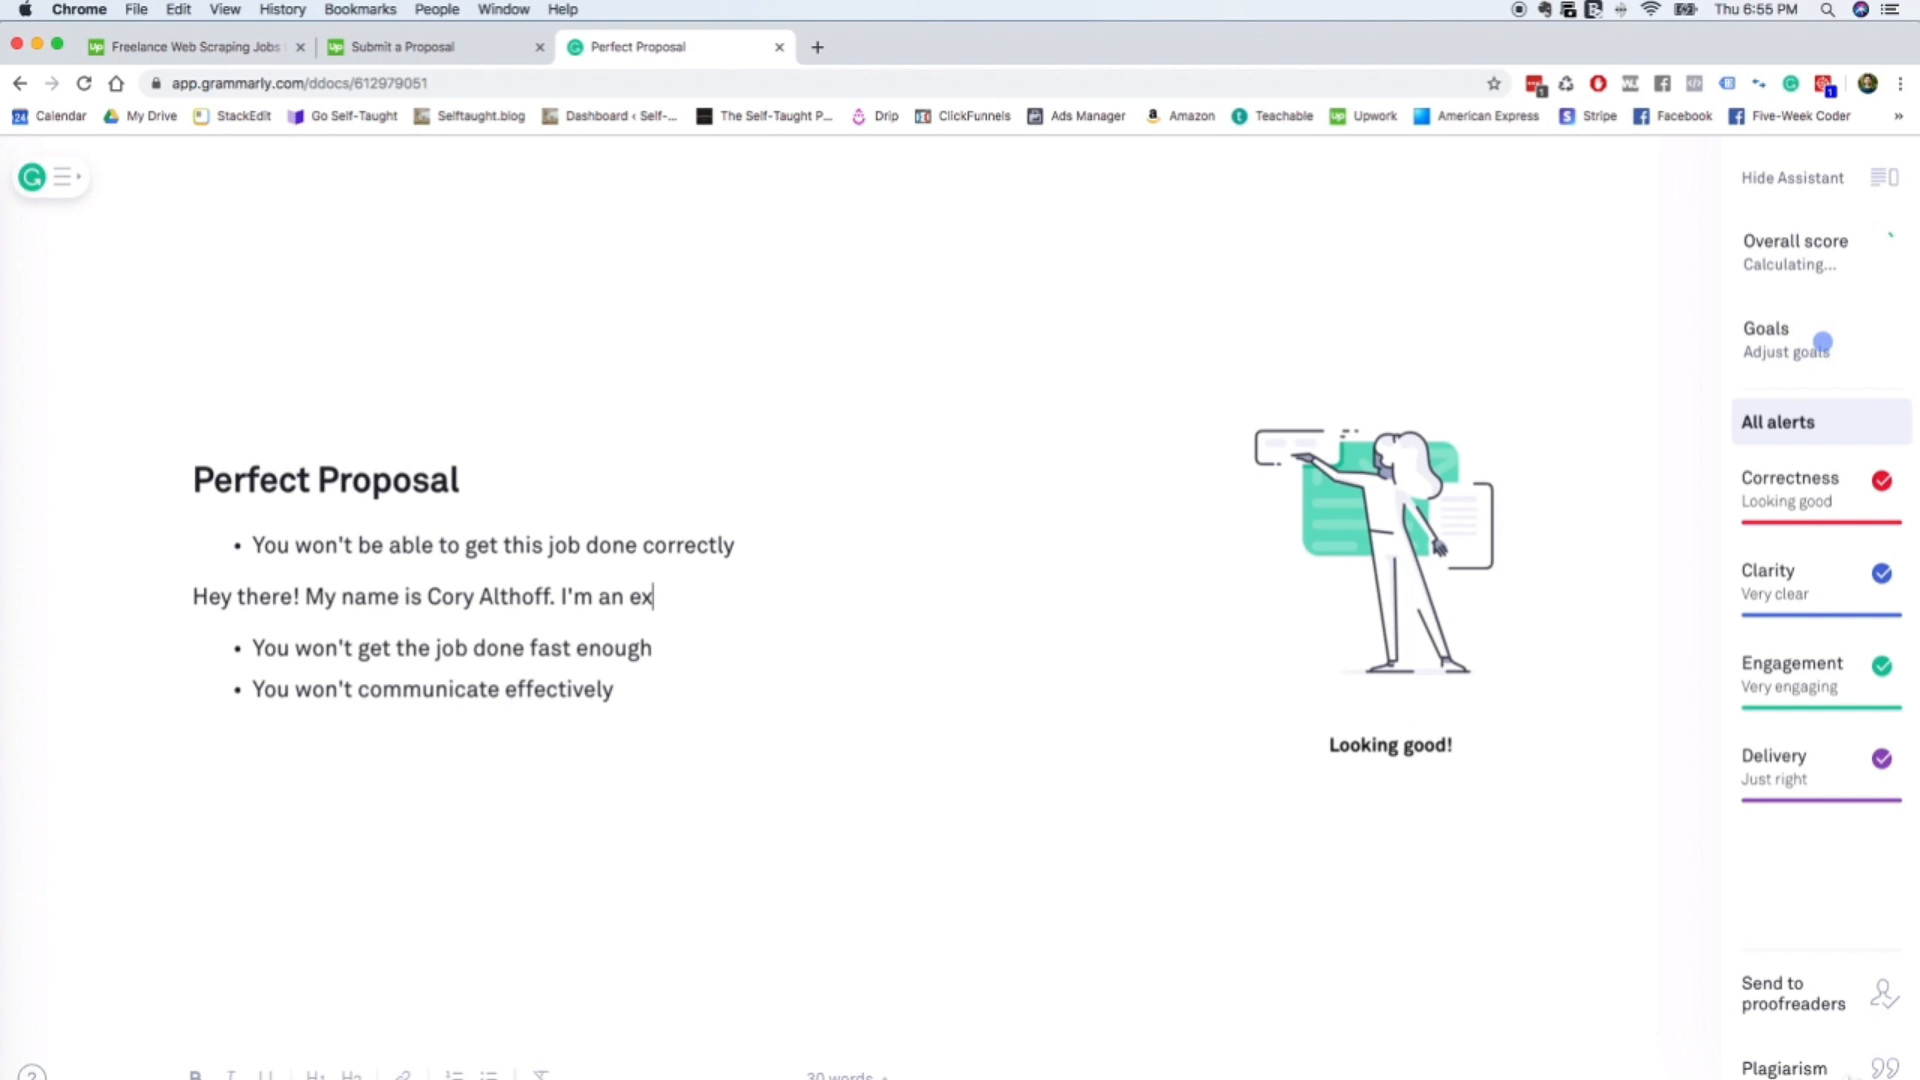 Chrome File Edit View History Bookmarks People Window Help Thu 6:55 PM
Freelance Web Scraping Jobs Submit a Proposal Perfect Proposal
app.grammarly.com/ddocs/612979051
Calendar My Drive StackEdit Go Self-Taught Selftaught.blog Dashboard ‹ Self-... The Self-Taught P... Drip ClickFunnels Ads Manager Amazon Teachable Upwork American Express Stripe Facebook Five-Week Coder »
Hide Assistant
Overall score
Calculating...
Goals
Adjust goals
All alerts
Perfect Proposal
• You won't be able to get this job done correctly
Hey there! My name is Cory Althoff. I'm an ex
• You won't get the job done fast enough
• You won't communicate effectively
Looking good!
Correctness
Looking good
Clarity
Very clear
Engagement
Very engaging
Delivery
Just right
Send to
proofreaders
Plagiarism
B I U H1 H2 30 words